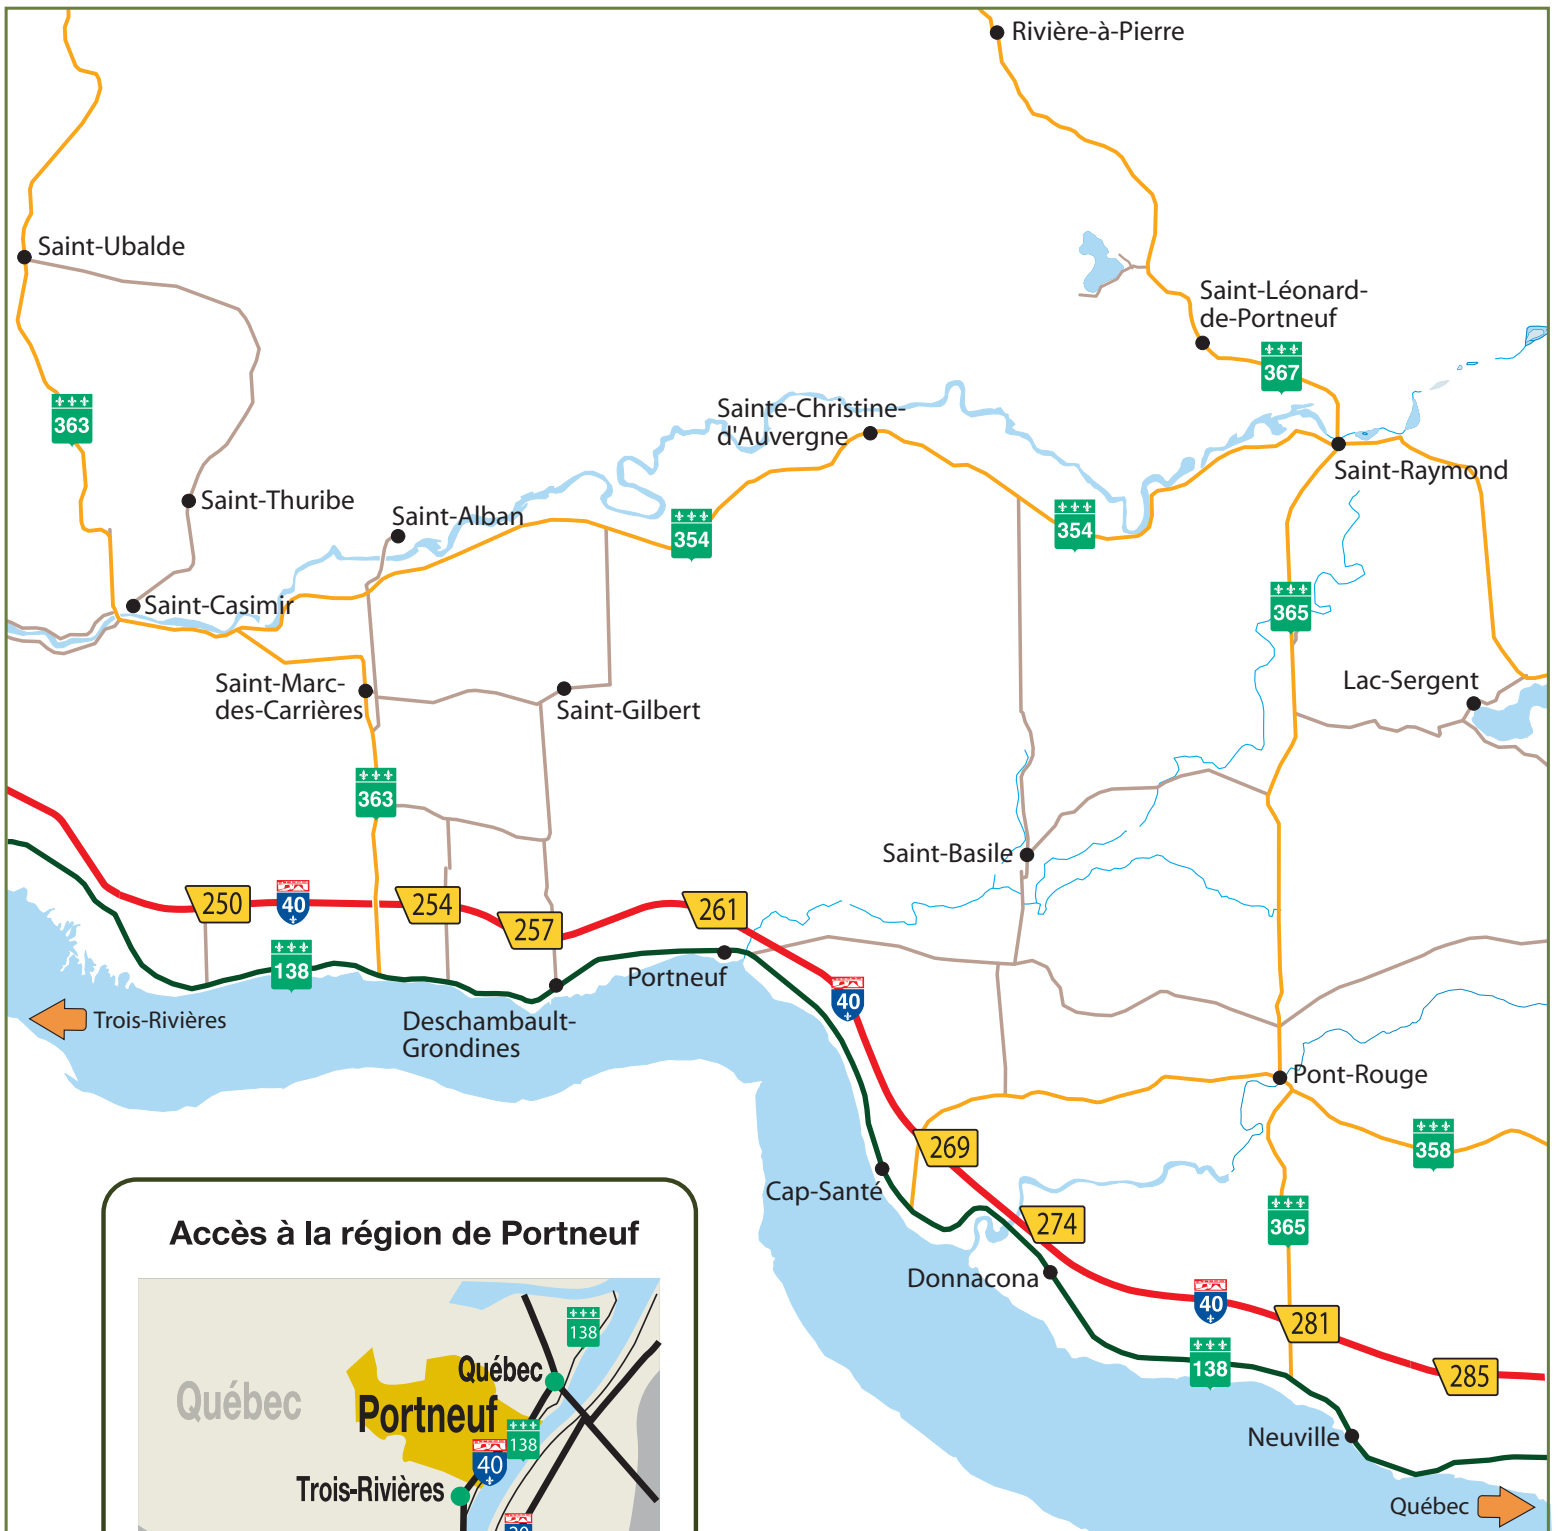 Rivière-à-Pierre
Saint-Ubalde
Saint-Léonard-
de-Portneuf
367
363
Sainte-Christine-
d'Auvergne
Saint-Raymond
Saint-Thuribe
Saint-Alban
354
354
365
Saint-Casimir
Saint-Marc-
des-Carrières
Saint-Gilbert
Lac-Sergent
363
Saint-Basile
250
40
254
257
261
138
Portneuf
40
Trois-Rivières
Deschambault-
Grondines
Pont-Rouge
358
269
Cap-Santé
274
365
Donnacona
40
281
138
285
Neuville
Québec
Accès à la région de Portneuf
138
Québec
Québec
Portneuf
138
40
Trois-Rivières
20